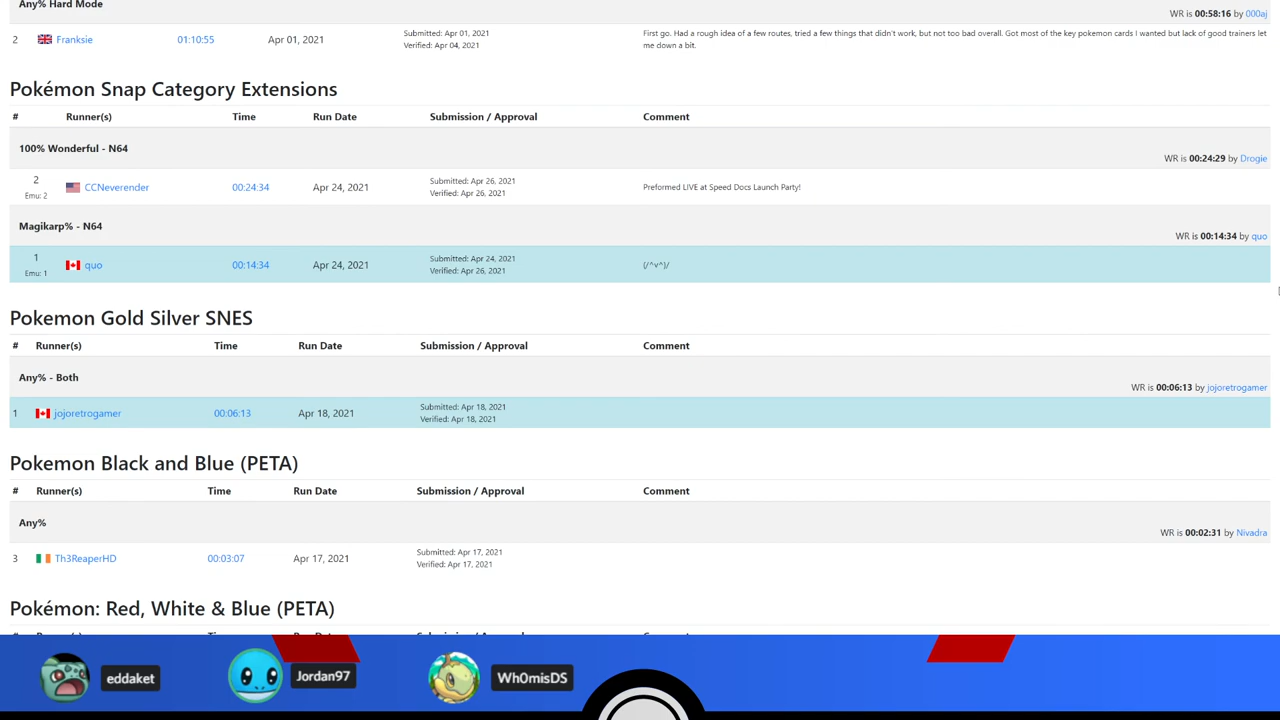 Any% Hard Mode
WR is 00:58:16 by 000aj
2 Franksie 01:10:55 Apr 01, 2021 Submitted: Apr 01, 2021 First go. Had a rough idea of a few routes, tried a few things that didn't work, but not too bad overall. Got most of the key pokemon cards I wanted but lack of good trainers let
Verified: Apr 04, 2021 me down a bit.
Pokémon Snap Category Extensions
# Runner(s) Time Run Date Submission / Approval Comment
100% Wonderful - N64
WR is 00:24:29 by Drogie
2 CCNeverender 00:24:34 Apr 24, 2021 Submitted: Apr 26, 2021 Preformed LIVE at Speed Docs Launch Party!
Emu: 2 Verified: Apr 26, 2021
Magikarp% - N64
WR is 00:14:34 by quo
1 quo 00:14:34 Apr 24, 2021 Submitted: Apr 24, 2021 (/^v^)/
Emu: 1 Verified: Apr 26, 2021
Pokemon Gold Silver SNES
# Runner(s) Time Run Date Submission / Approval Comment
Any% - Both
WR is 00:06:13 by jojoretrogamer
1 jojoretrogamer 00:06:13 Apr 18, 2021 Submitted: Apr 18, 2021
Verified: Apr 18, 2021
Pokemon Black and Blue (PETA)
# Runner(s) Time Run Date Submission / Approval Comment
Any%
WR is 00:02:31 by Nivadra
3 Th3ReaperHD 00:03:07 Apr 17, 2021 Submitted: Apr 17, 2021
Verified: Apr 17, 2021
Pokémon: Red, White & Blue (PETA)
# Runner(s) Time Run Date Submission / Approval Comment
eddaket Jordan97 Wh0misDS